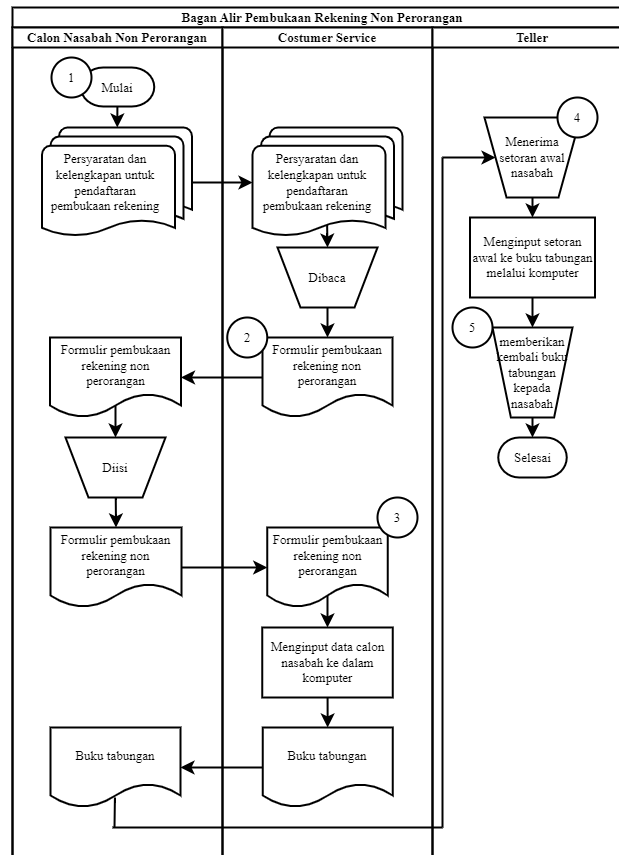 Bagan Alir Pembukaan Rekening Non Perorangan
Calon Nasabah Non Perorangan
Costumer Service
Teller
1
Mulai
Persyaratan dan
kelengkapan untuk
pendaftaran
pembukaan rekening
Persyaratan dan
kelengkapan untuk
pendaftaran
pembukaan rekening
Dibaca
2
Formulir pembukaan
rekening non
perorangan
Formulir pembukaan
rekening non
perorangan
Diisi
Formulir pembukaan
rekening non
perorangan
3
Formulir pembukaan
rekening non
perorangan
Menginput data calon
nasabah ke dalam
komputer
Buku tabungan
Buku tabungan
4
Menerima
setoran awal
nasabah
Menginput setoran
awal ke buku tabungan
melalui komputer
5
memberikan
kembali buku
tabungan
kepada
nasabah
Selesai